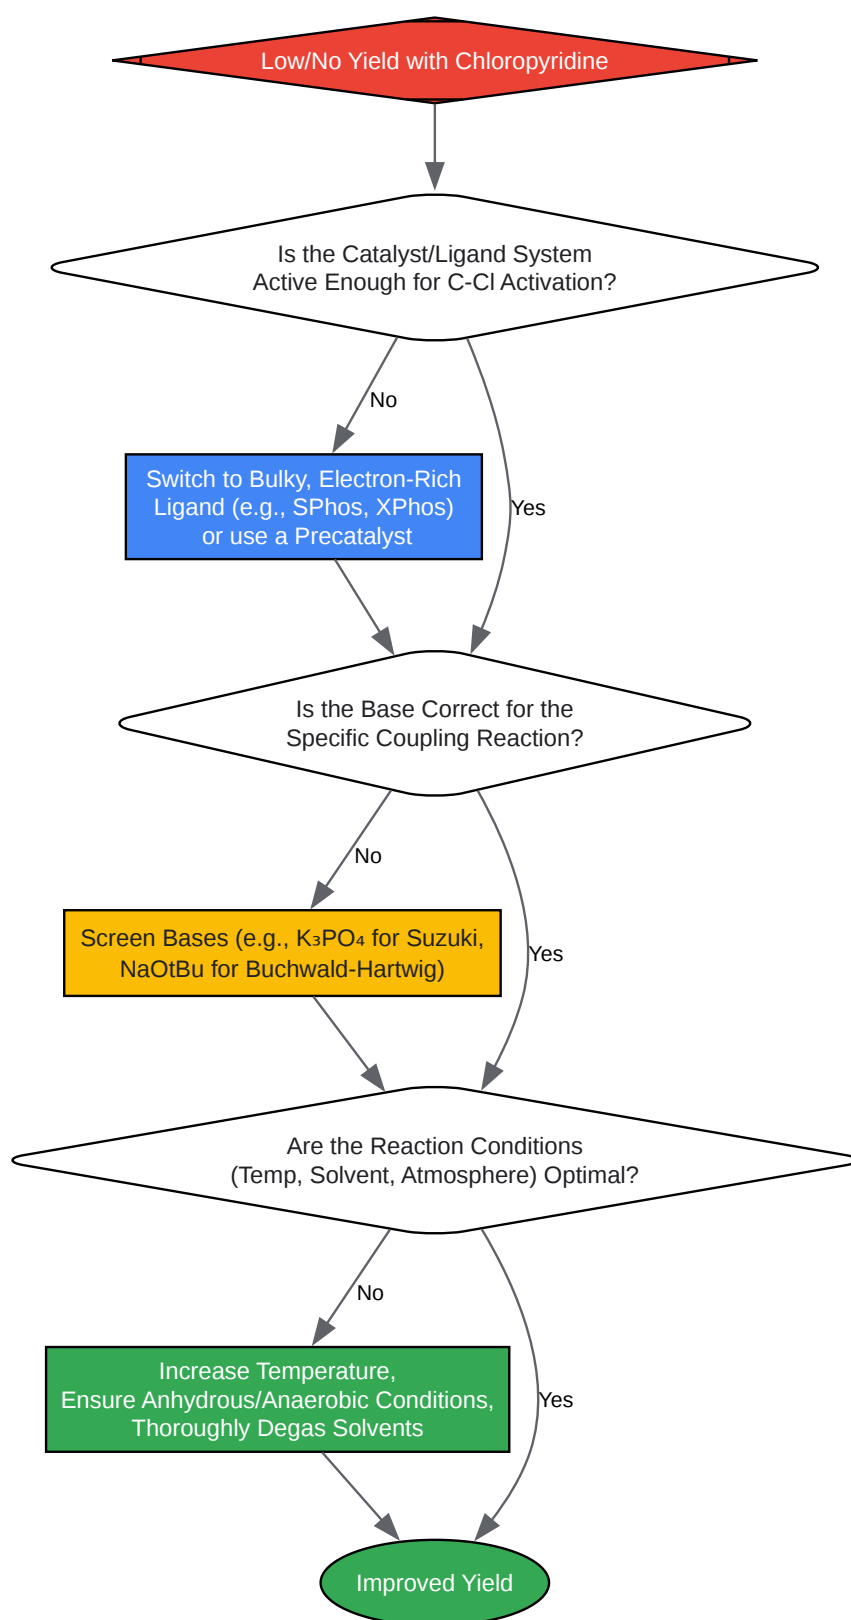 Low/No Yield with Chloropyridine
Is the Catalyst/Ligand System
Active Enough for C-Cl Activation?
No
Switch to Bulky, Electron-Rich
Ligand (e.g., SPhos, XPhos)
or use a Precatalyst
Yes
Is the Base Correct for the
Specific Coupling Reaction?
No
Screen Bases (e.g., K₃PO₄ for Suzuki,
NaOtBu for Buchwald-Hartwig)
Yes
Are the Reaction Conditions
(Temp, Solvent, Atmosphere) Optimal?
No
Increase Temperature,
Ensure Anhydrous/Anaerobic Conditions,
Thoroughly Degas Solvents
Yes
Improved Yield